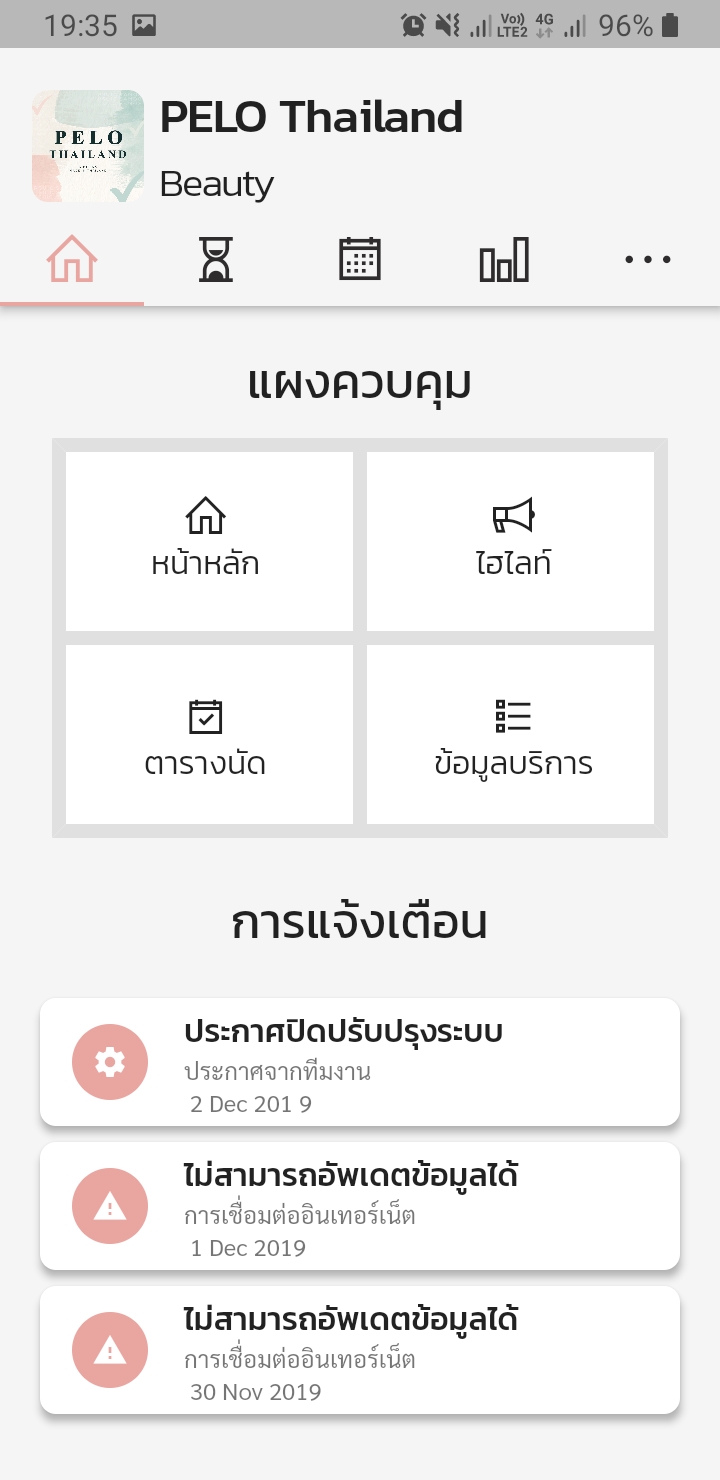 19:35
Vo)) LTE2 4G 96%
PELO Thailand
PELO
THAILAND
Beauty
แผงควบคุม
หน้าหลัก
ไฮไลท์
ตารางนัด
ข้อมูลบริการ
การแจ้งเตือน
ประกาศปิดปรับปรุงระบบ
ประกาศจากทีมงาน
2 Dec 201 9
ไม่สามารถอัพเดตข้อมูลได้
การเชื่อมต่ออินเทอร์เน็ต
1 Dec 2019
ไม่สามารถอัพเดตข้อมูลได้
การเชื่อมต่ออินเทอร์เน็ต
30 Nov 2019